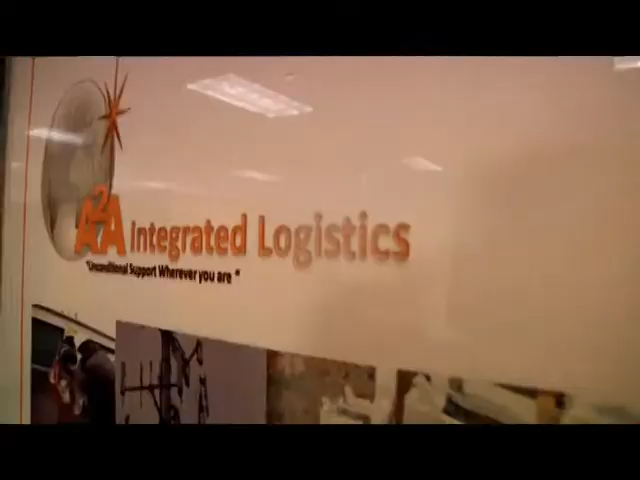 A2A Integrated Logistics
"Unconditional Support Wherever you are "